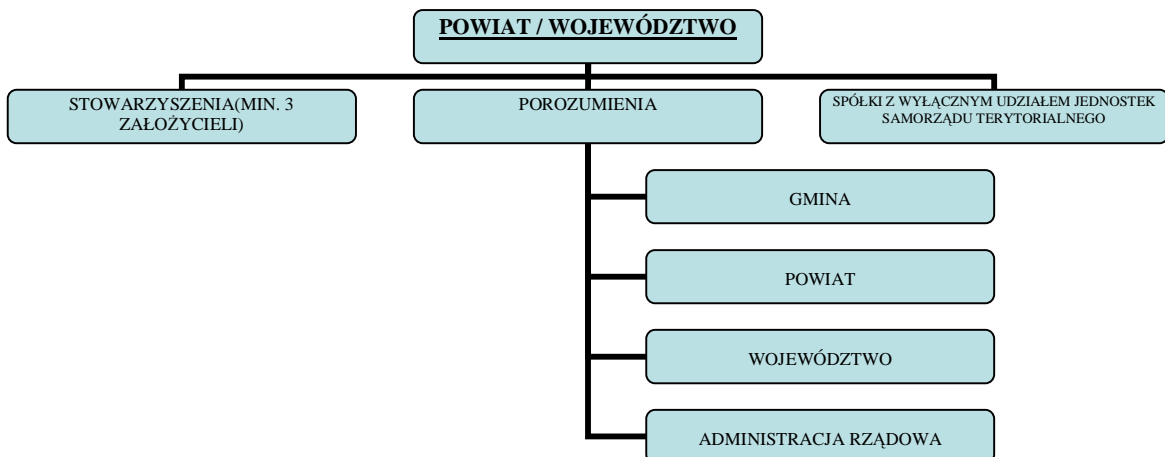 POWIAT / WOJEWÓDZTWO
STOWARZYSZENIA(MIN. 3
ZAŁOŻYCIELI)
POROZUMIENIA
SPÓŁKI Z WYŁĄCZNYM UDZIAŁEM JEDNOSTEK
SAMORZĄDU TERYTORIALNEGO
GMINA
POWIAT
WOJEWÓDZTWO
ADMINISTRACJA RZĄDOWA